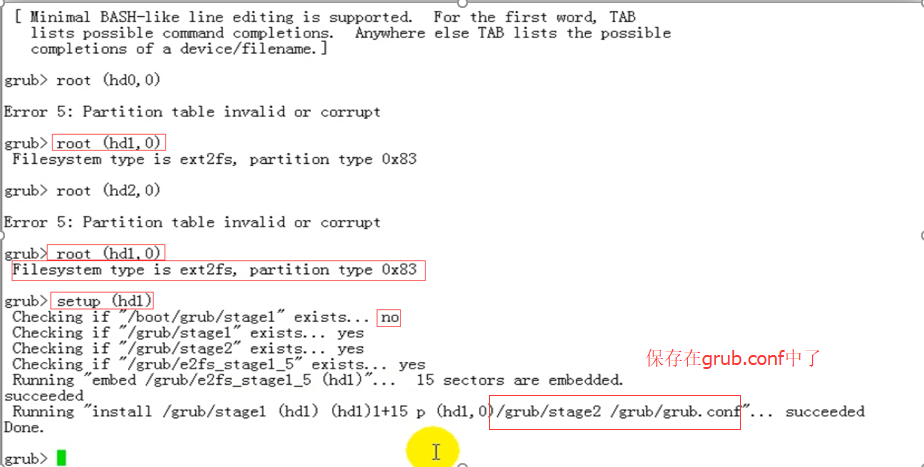 [ Minimal BASH-like line editing is supported.  For the first word, TAB
lists possible command completions.  Anywhere else TAB lists the possible
completions of a device/filename.]
grub> root (hd0,0)
Error 5: Partition table invalid or corrupt
grub> root (hd1,0)
Filesystem type is ext2fs, partition type 0x83
grub> root (hd2,0)
Error 5: Partition table invalid or corrupt
grub> root (hd1,0)
Filesystem type is ext2fs, partition type 0x83
grub> setup (hd1)
Checking if "/boot/grub/stage1" exists... no
Checking if "/grub/stage1" exists... yes
Checking if "/grub/stage2" exists... yes
Checking if "/grub/e2fs_stage1_5" exists... yes
保存在grub.conf中了
Running "embed /grub/e2fs_stage1_5 (hd1)"...  15 sectors are embedded.
succeeded
Running "install /grub/stage1 (hd1) (hd1)1+15 p (hd1,0)/grub/stage2 /grub/grub.conf"... succeeded
Done.
grub>